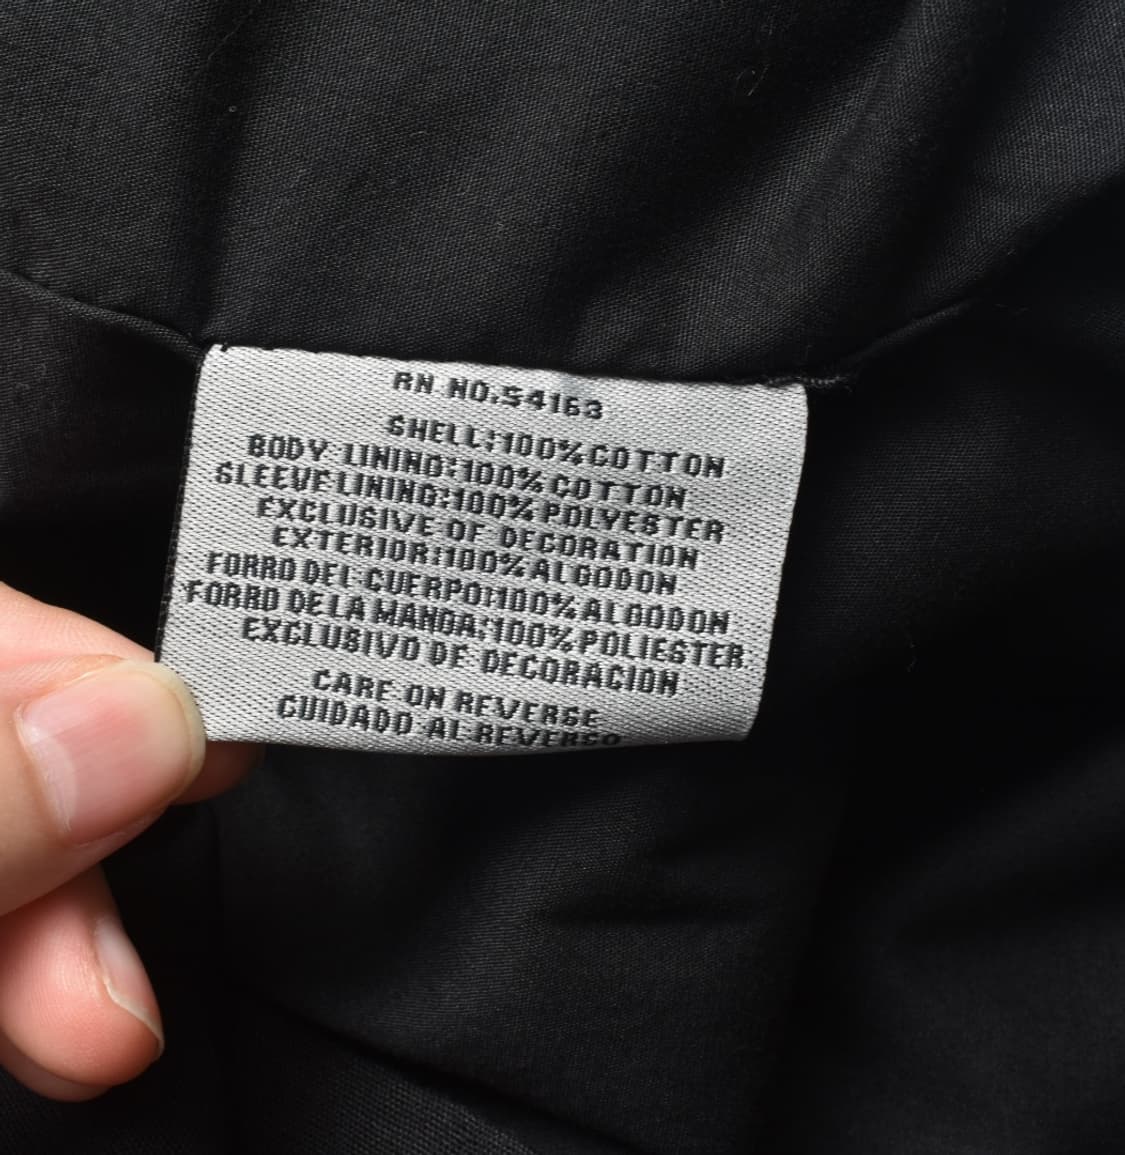 RN NO.54163
SHELL:100%COTTON
BODY LINING:100%COTTON
SLEEVE LINING:100%POLYESTER
EXCLUSIVE OF DECORATION
EXTERIOR:100%ALGODON
FORRO DEL CUERPO:100%ALGODON
FORRO DE LA MANGA:100%POLIESTER
EXCLUSIVO DE DECORACION
CARE ON REVERSE
CUIDADO AL REVERSO